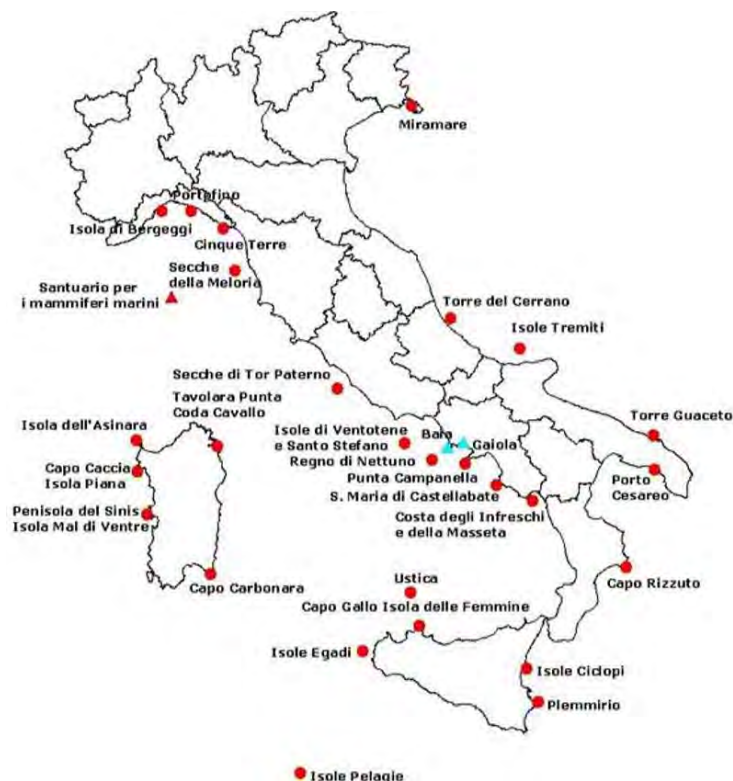 Miramare
Portofino
Isola di Bergeggi
Cinque Terre
Secche
della Meloria
Santuario per
i mammiferi marini
Torre del Cerrano
Isole Tremiti
Secche di Tor Paterno
Tavolara Punta
Coda Cavallo
Isola dell'Asinara
Isole di Ventotene
e Santo Stefano
Baia
Gaiola
Torre Guaceto
Regno di Nettuno
Capo Caccia
Isola Piana
Punta Campanella
Porto
Cesareo
S. Maria di Castellabate
Penisola del Sinis
Isola Mal di Ventre
Costa degli Infreschi
e della Masseta
Capo Carbonara
Ustica
Capo Rizzuto
Capo Gallo Isola delle Femmine
Isole Egadi
Isole Ciclopi
Plemmirio
Isole Pelagie